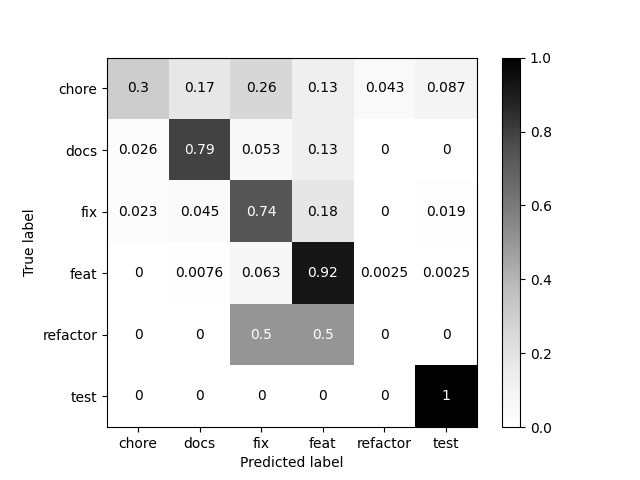 chore 0.3 0.17 0.26 0.13 0.043 0.087
docs 0.026 0.79 0.053 0.13 0 0
fix 0.023 0.045 0.74 0.18 0 0.019
feat 0 0.0076 0.063 0.92 0.0025 0.0025
refactor 0 0 0.5 0.5 0 0
test 0 0 0 0 0 1
chore docs fix feat refactor test
Predicted label
True label
1.0
0.8
0.6
0.4
0.2
0.0